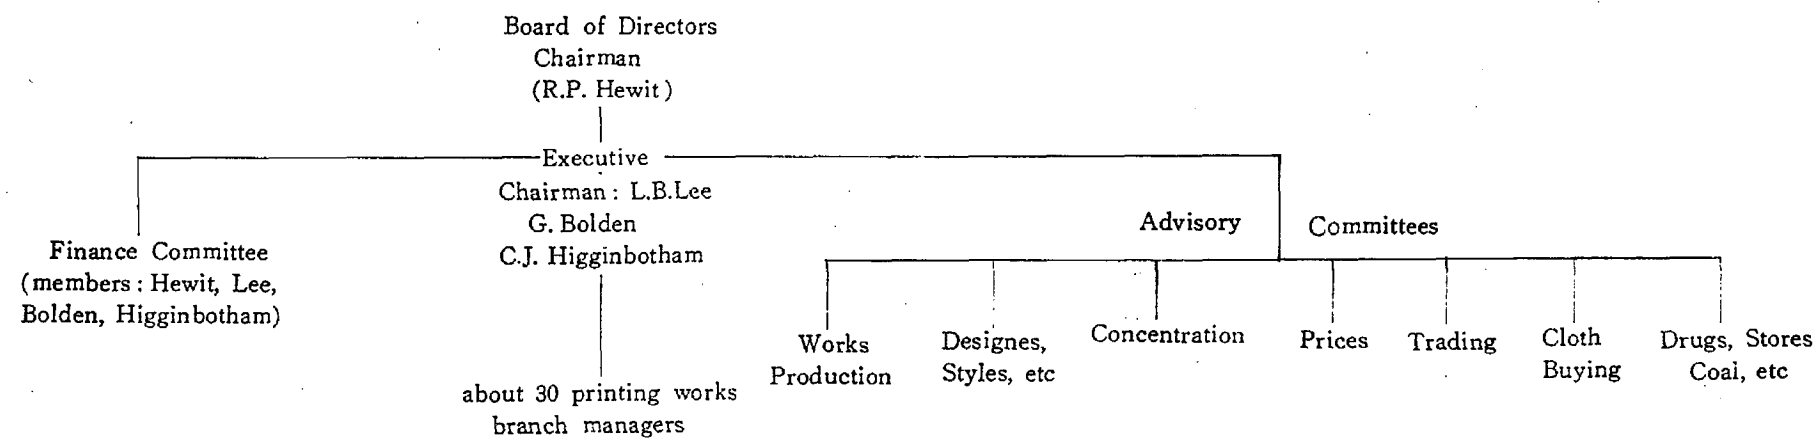 Board of Directors
Chairman
(R.P. Hewit)
Executive
Chairman: L.B.Lee
G. Bolden
C.J. Higginbotham
Finance Committee
(members: Hewit, Lee,
Bolden, Higginbotham)
about 30 printing works
branch managers
Advisory Committees
Works
Production
Designes,
Styles, etc
Concentration
Prices
Trading
Cloth
Buying
Drugs, Stores
Coal, etc